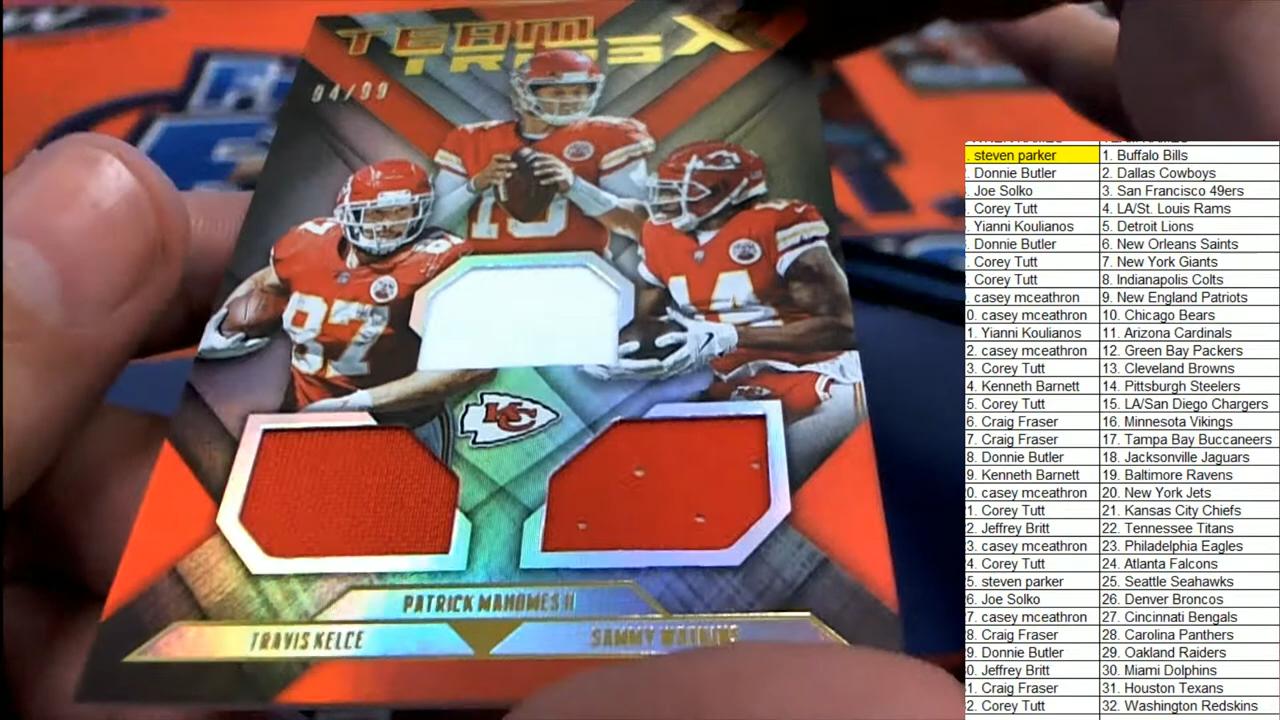 TEAM
TRIOS X
94/99
10
87
14
KC
PATRICK MAHOMES II
TRAVIS KELCE
SAMMY WATKINS
steven parker 1. Buffalo Bills
Donnie Butler 2. Dallas Cowboys
Joe Solko 3. San Francisco 49ers
Corey Tutt 4. LA/St. Louis Rams
Yianni Koulianos 5. Detroit Lions
Donnie Butler 6. New Orleans Saints
Corey Tutt 7. New York Giants
Corey Tutt 8. Indianapolis Colts
casey mceathron 9. New England Patriots
0. casey mceathron 10. Chicago Bears
1. Yianni Koulianos 11. Arizona Cardinals
2. casey mceathron 12. Green Bay Packers
3. Corey Tutt 13. Cleveland Browns
4. Kenneth Barnett 14. Pittsburgh Steelers
5. Corey Tutt 15. LA/San Diego Chargers
6. Craig Fraser 16. Minnesota Vikings
7. Craig Fraser 17. Tampa Bay Buccaneers
8. Donnie Butler 18. Jacksonville Jaguars
9. Kenneth Barnett 19. Baltimore Ravens
0. casey mceathron 20. New York Jets
1. Corey Tutt 21. Kansas City Chiefs
2. Jeffrey Britt 22. Tennessee Titans
3. casey mceathron 23. Philadelphia Eagles
4. Corey Tutt 24. Atlanta Falcons
5. steven parker 25. Seattle Seahawks
6. Joe Solko 26. Denver Broncos
7. casey mceathron 27. Cincinnati Bengals
8. Craig Fraser 28. Carolina Panthers
9. Donnie Butler 29. Oakland Raiders
0. Jeffrey Britt 30. Miami Dolphins
1. Craig Fraser 31. Houston Texans
2. Corey Tutt 32. Washington Redskins